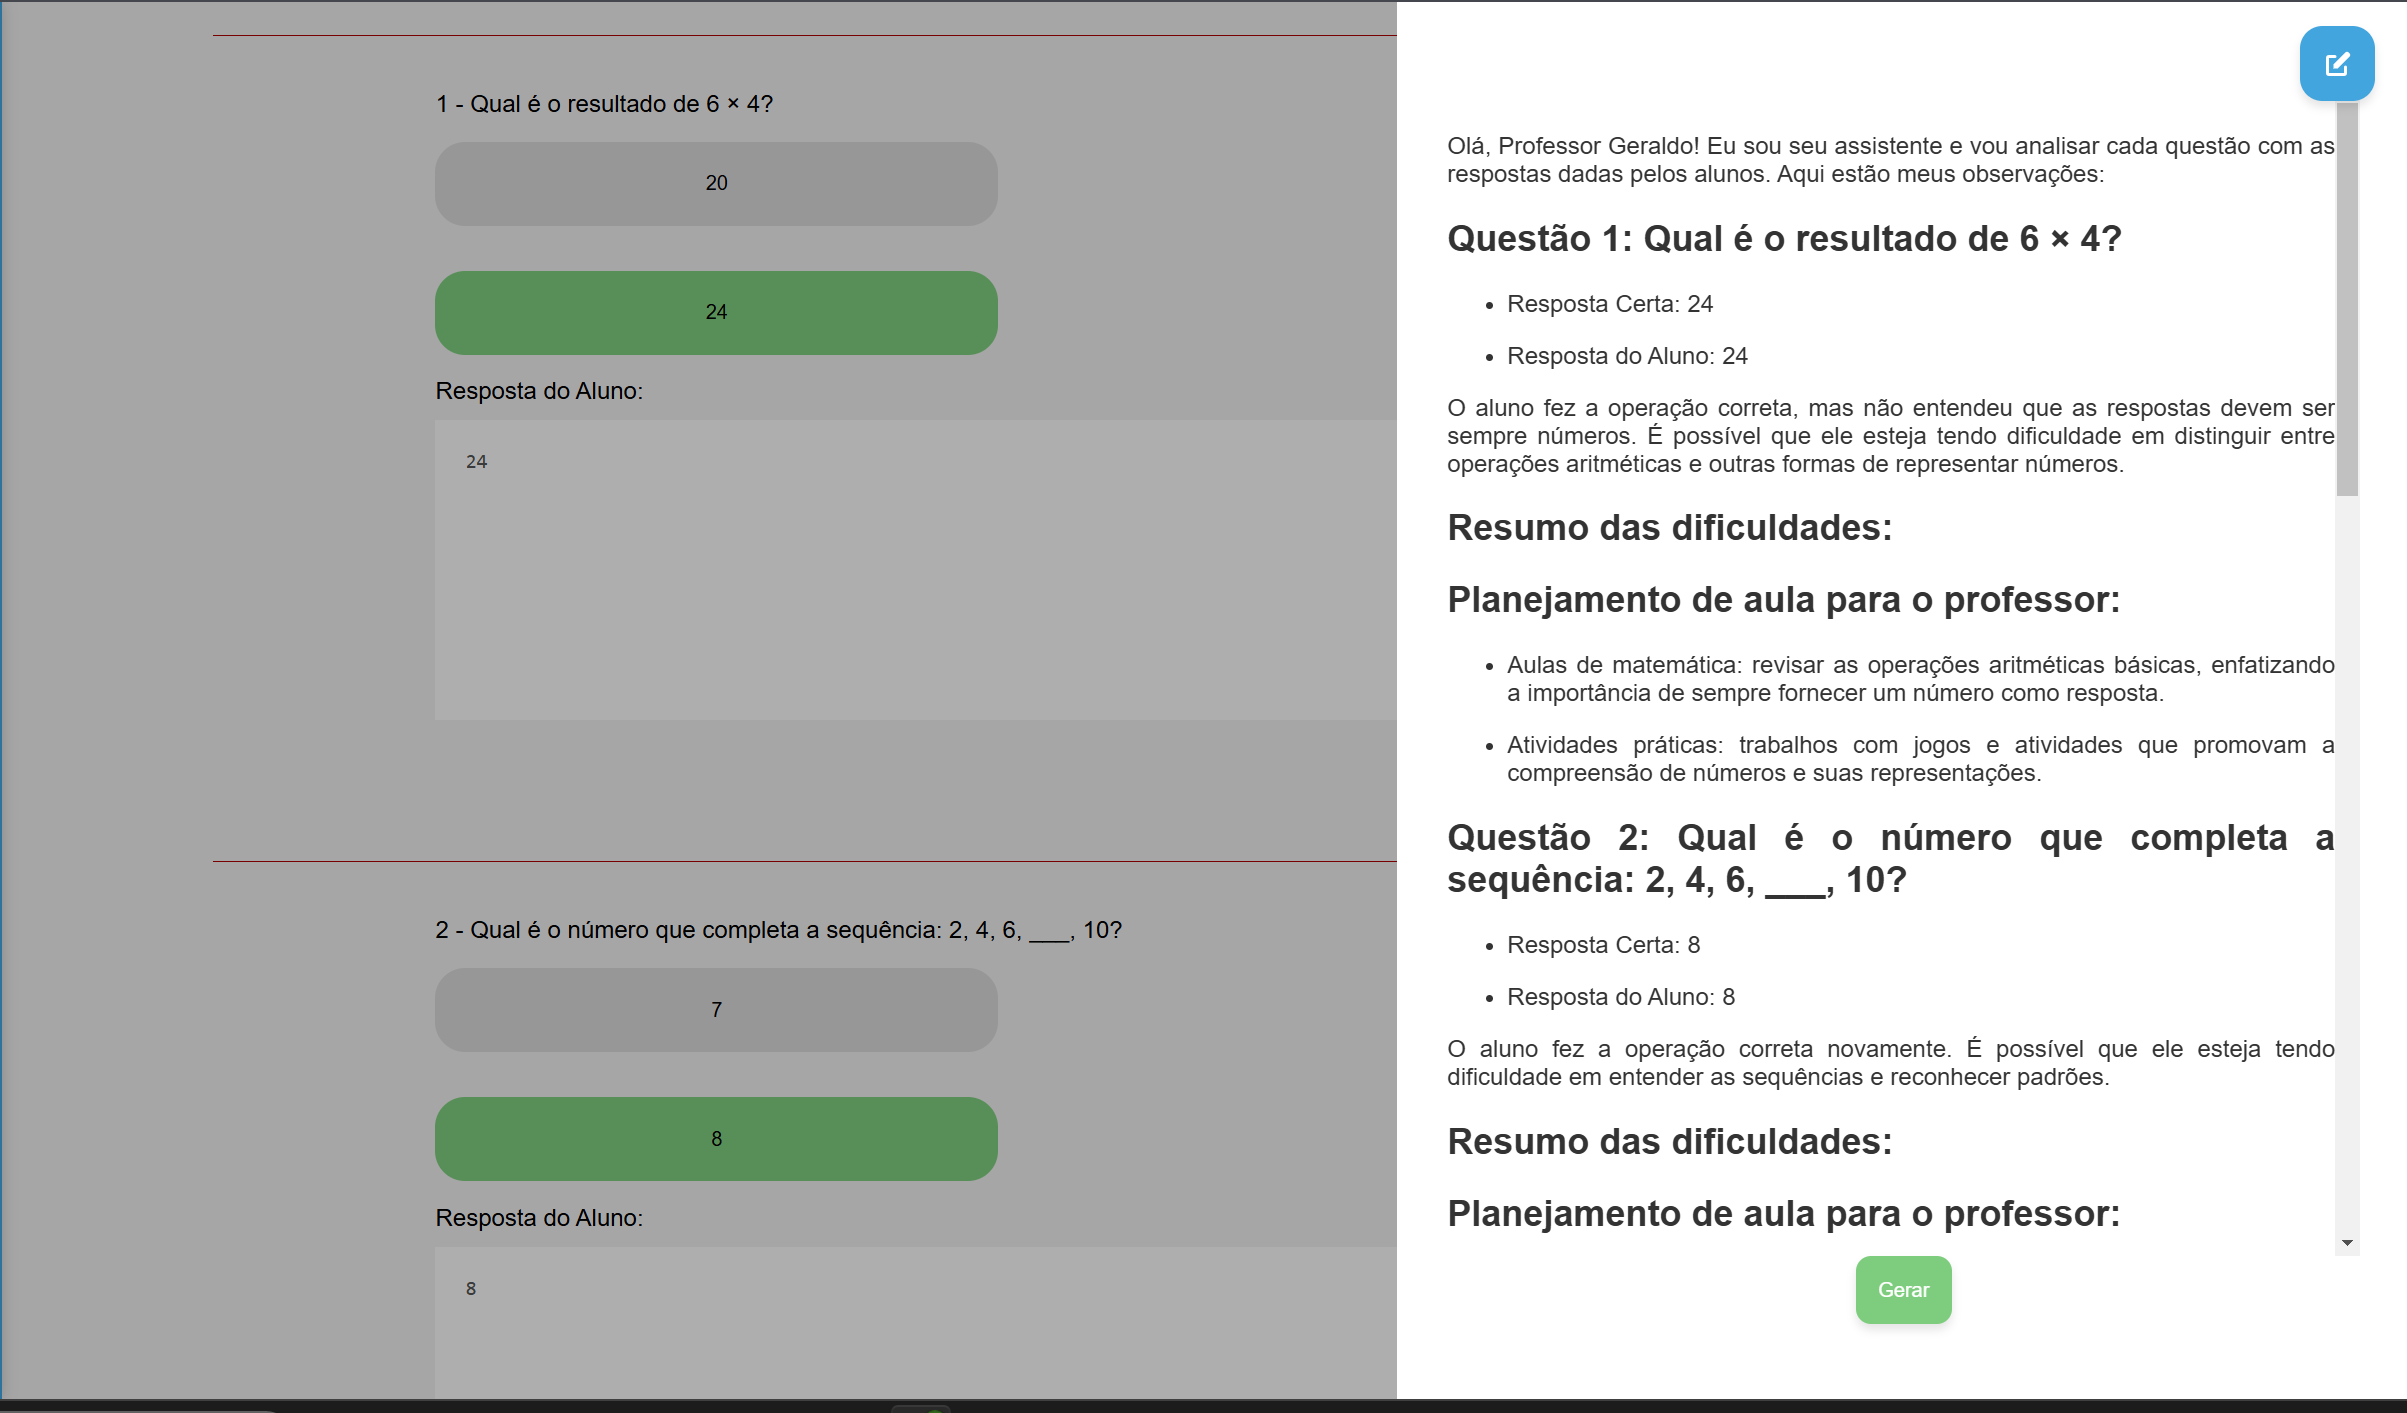 1 - Qual é o resultado de 6 × 4?
20
24
Resposta do Aluno:
24
2 - Qual é o número que completa a sequência: 2, 4, 6, ___, 10?
7
8
Resposta do Aluno:
8
Olá, Professor Geraldo! Eu sou seu assistente e vou analisar cada questão com as
respostas dadas pelos alunos. Aqui estão meus observações:
Questão 1: Qual é o resultado de 6 × 4?
• Resposta Certa: 24
• Resposta do Aluno: 24
O aluno fez a operação correta, mas não entendeu que as respostas devem ser
sempre números. É possível que ele esteja tendo dificuldade em distinguir entre
operações aritméticas e outras formas de representar números.
Resumo das dificuldades:
Planejamento de aula para o professor:
• Aulas de matemática: revisar as operações aritméticas básicas, enfatizando
a importância de sempre fornecer um número como resposta.
• Atividades práticas: trabalhos com jogos e atividades que promovam a
compreensão de números e suas representações.
Questão 2: Qual é o número que completa a
sequência: 2, 4, 6, ___, 10?
• Resposta Certa: 8
• Resposta do Aluno: 8
O aluno fez a operação correta novamente. É possível que ele esteja tendo
dificuldade em entender as sequências e reconhecer padrões.
Resumo das dificuldades:
Planejamento de aula para o professor:
Gerar